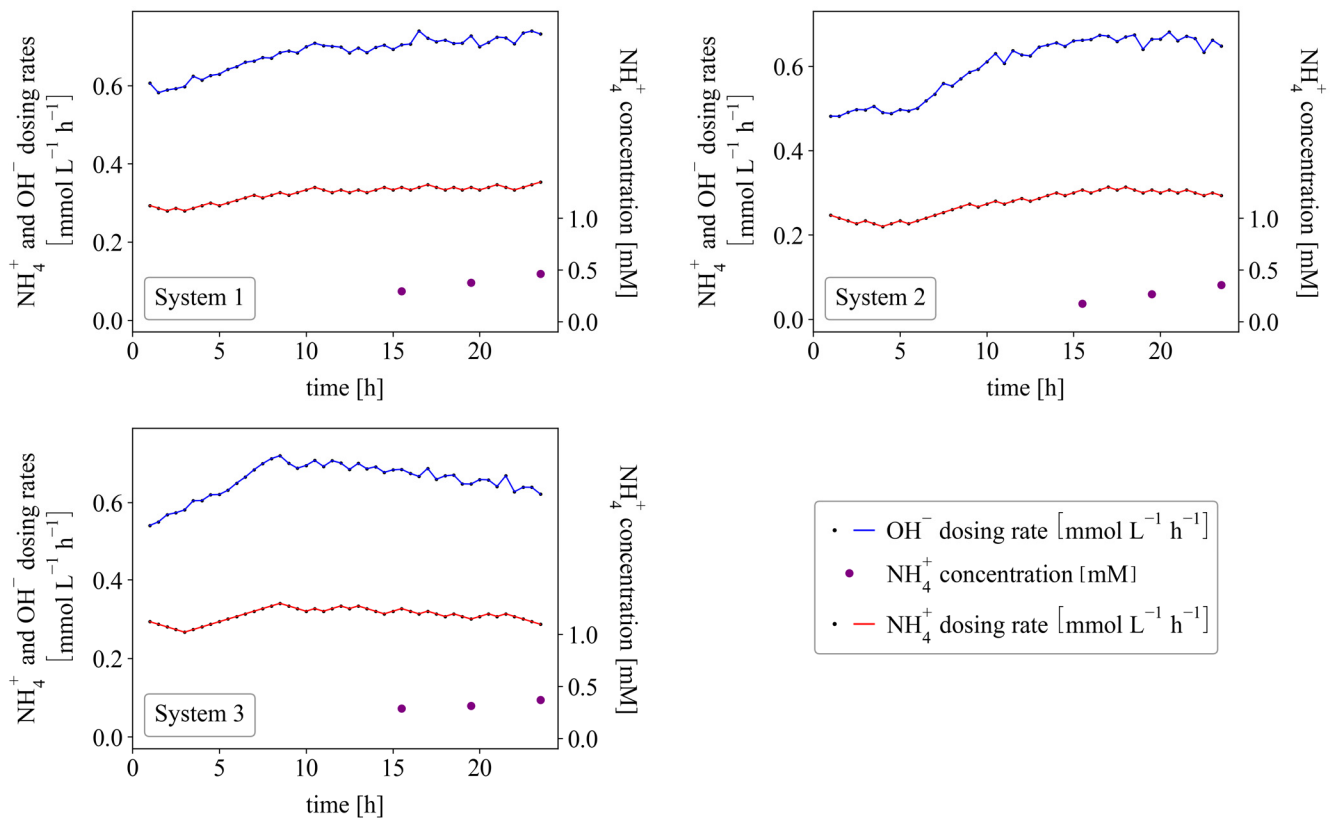 NH₄⁺ and OH⁻ dosing rates
[mmol L⁻¹ h⁻¹]
0.6
0.4
0.2
0.0
System 1
0 5 10 15 20
time [h]
1.0
0.5
0.0
NH₄⁺ concentration [mM]
NH₄⁺ and OH⁻ dosing rates
[mmol L⁻¹ h⁻¹]
0.6
0.4
0.2
0.0
System 2
0 5 10 15 20
time [h]
1.0
0.5
0.0
NH₄⁺ concentration [mM]
NH₄⁺ and OH⁻ dosing rates
[mmol L⁻¹ h⁻¹]
0.6
0.4
0.2
0.0
System 3
0 5 10 15 20
time [h]
1.0
0.5
0.0
NH₄⁺ concentration [mM]
OH⁻ dosing rate [mmol L⁻¹ h⁻¹]
NH₄⁺ concentration [mM]
NH₄⁺ dosing rate [mmol L⁻¹ h⁻¹]